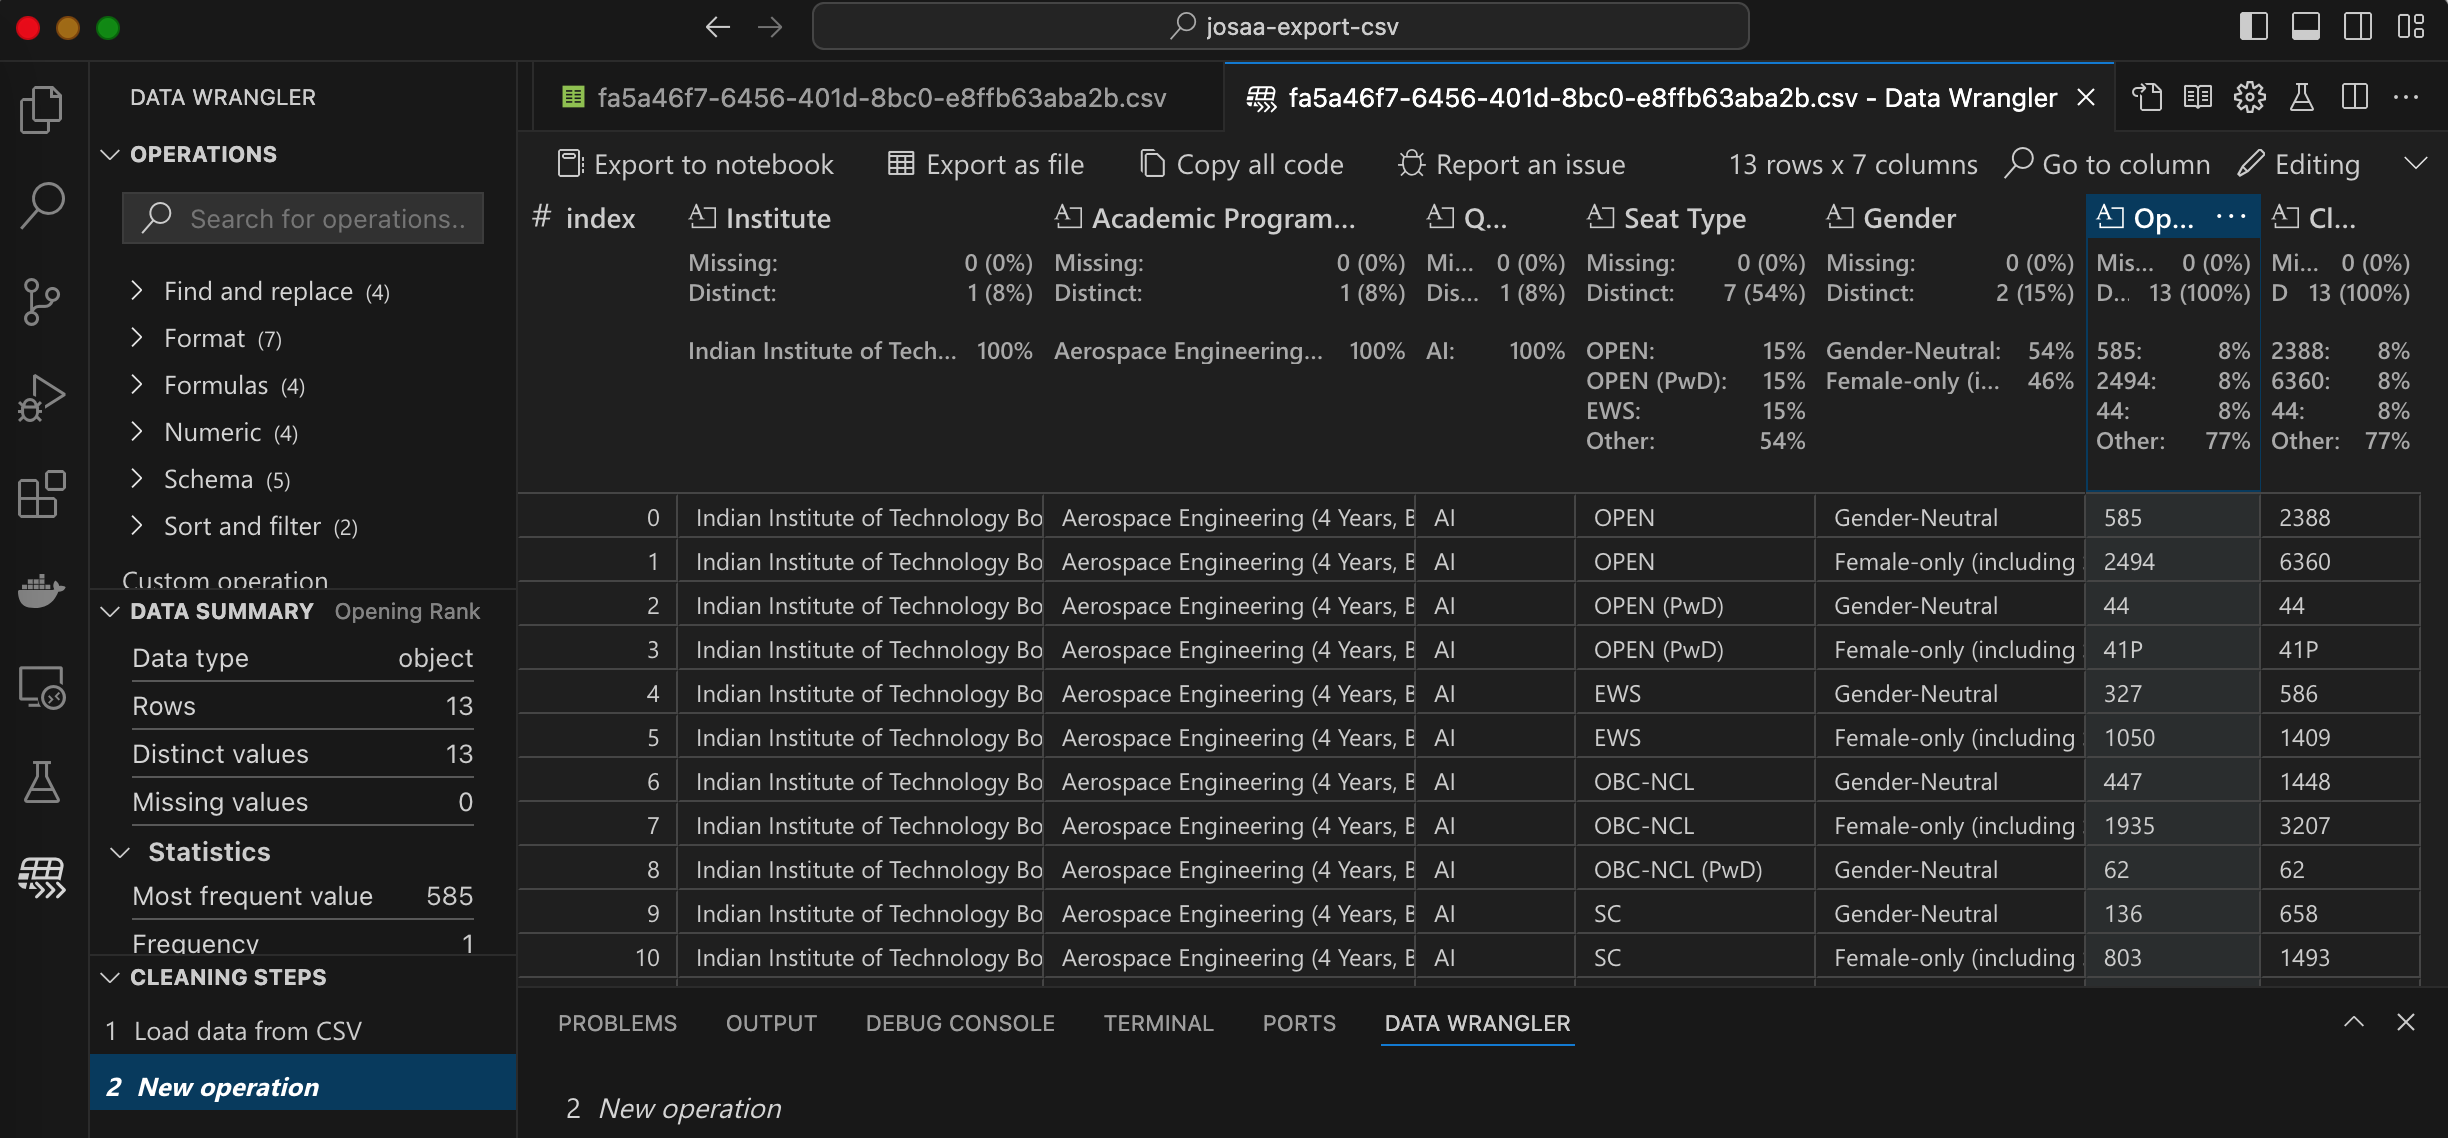 josaa-export-csv
DATA WRANGLER
OPERATIONS
Search for operations..
Find and replace (4)
Format (7)
Formulas (4)
Numeric (4)
Schema (5)
Sort and filter (2)
Custom operation
DATA SUMMARY Opening Rank
Data type object
Rows 13
Distinct values 13
Missing values 0
Statistics
Most frequent value 585
Frequency 1
CLEANING STEPS
1 Load data from CSV
2 New operation
fa5a46f7-6456-401d-8bc0-e8ffb63aba2b.csv
fa5a46f7-6456-401d-8bc0-e8ffb63aba2b.csv - Data Wrangler
Export to notebook Export as file Copy all code Report an issue 13 rows x 7 columns Go to column Editing
# index Institute Academic Program... Q... Seat Type Gender Op... ··· Cl...
Missing: 0 (0%) Missing: 0 (0%) Mi... 0 (0%) Missing: 0 (0%) Missing: 0 (0%) Mis... 0 (0%) Mi... 0 (0%)
Distinct: 1 (8%) Distinct: 1 (8%) Dis... 1 (8%) Distinct: 7 (54%) Distinct: 2 (15%) D... 13 (100%) D 13 (100%)
Indian Institute of Tech... 100% Aerospace Engineering... 100% AI: 100% OPEN: 15% Gender-Neutral: 54% 585: 8% 2388: 8%
OPEN (PwD): 15% Female-only (i... 46% 2494: 8% 6360: 8%
EWS: 15% 44: 8% 44: 8%
Other: 54% Other: 77% Other: 77%
0 Indian Institute of Technology Bo Aerospace Engineering (4 Years, B AI OPEN Gender-Neutral 585 2388
1 Indian Institute of Technology Bo Aerospace Engineering (4 Years, B AI OPEN Female-only (including 2494 6360
2 Indian Institute of Technology Bo Aerospace Engineering (4 Years, B AI OPEN (PwD) Gender-Neutral 44 44
3 Indian Institute of Technology Bo Aerospace Engineering (4 Years, B AI OPEN (PwD) Female-only (including 41P 41P
4 Indian Institute of Technology Bo Aerospace Engineering (4 Years, B AI EWS Gender-Neutral 327 586
5 Indian Institute of Technology Bo Aerospace Engineering (4 Years, B AI EWS Female-only (including 1050 1409
6 Indian Institute of Technology Bo Aerospace Engineering (4 Years, B AI OBC-NCL Gender-Neutral 447 1448
7 Indian Institute of Technology Bo Aerospace Engineering (4 Years, B AI OBC-NCL Female-only (including 1935 3207
8 Indian Institute of Technology Bo Aerospace Engineering (4 Years, B AI OBC-NCL (PwD) Gender-Neutral 62 62
9 Indian Institute of Technology Bo Aerospace Engineering (4 Years, B AI SC Gender-Neutral 136 658
10 Indian Institute of Technology Bo Aerospace Engineering (4 Years, B AI SC Female-only (including 803 1493
PROBLEMS OUTPUT DEBUG CONSOLE TERMINAL PORTS DATA WRANGLER
2 New operation